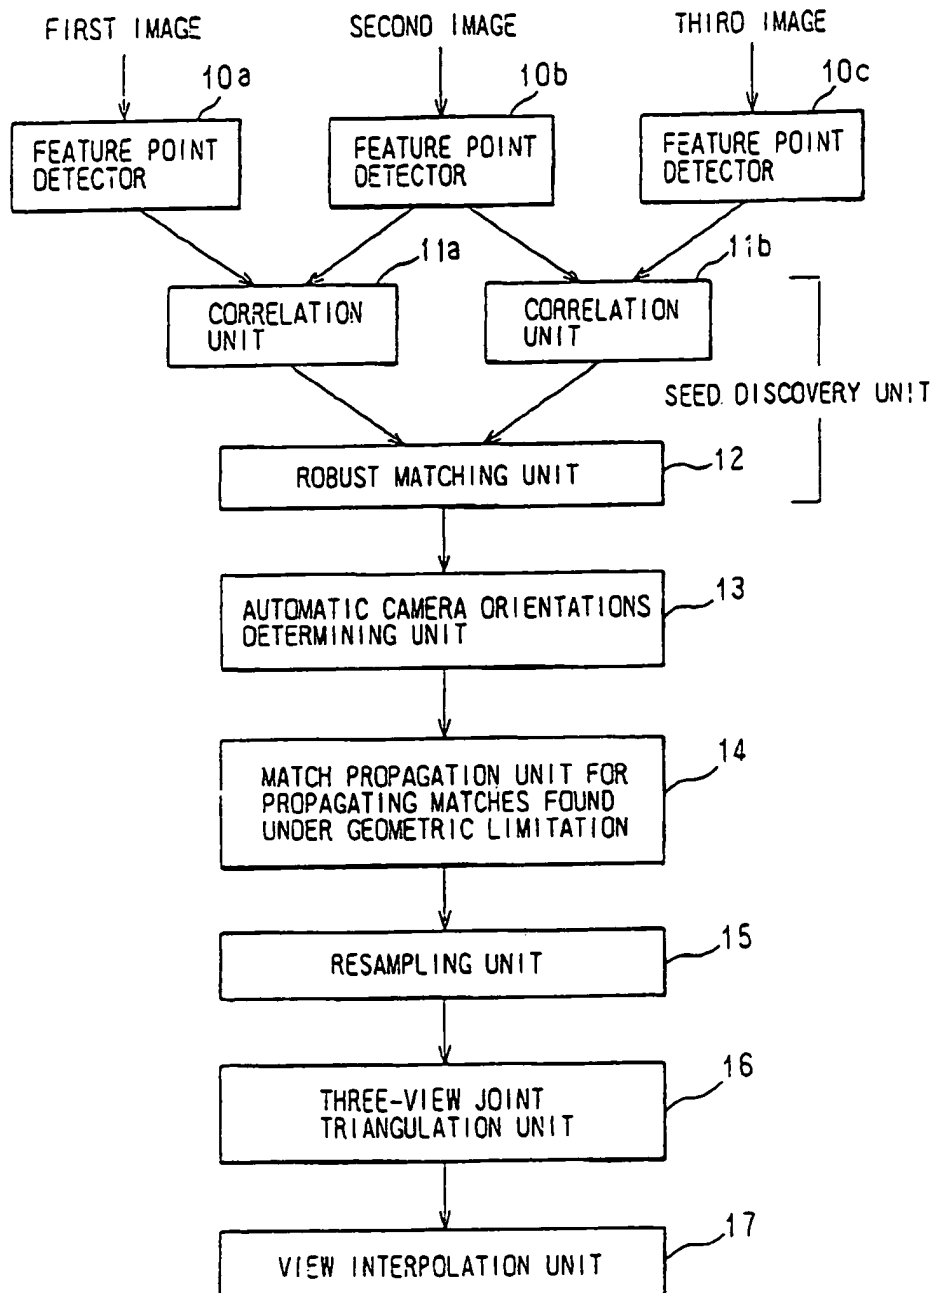 FIRST IMAGE
SECOND IMAGE
THIRD IMAGE
10a
10b
10c
FEATURE POINT
DETECTOR
FEATURE POINT
DETECTOR
FEATURE POINT
DETECTOR
11a
11b
CORRELATION
UNIT
CORRELATION
UNIT
SEED DISCOVERY UNIT
ROBUST MATCHING UNIT
12
AUTOMATIC CAMERA ORIENTATIONS
DETERMINING UNIT
13
MATCH PROPAGATION UNIT FOR
PROPAGATING MATCHES FOUND
UNDER GEOMETRIC LIMITATION
14
RESAMPLING UNIT
15
THREE-VIEW JOINT
TRIANGULATION UNIT
16
VIEW INTERPOLATION UNIT
17